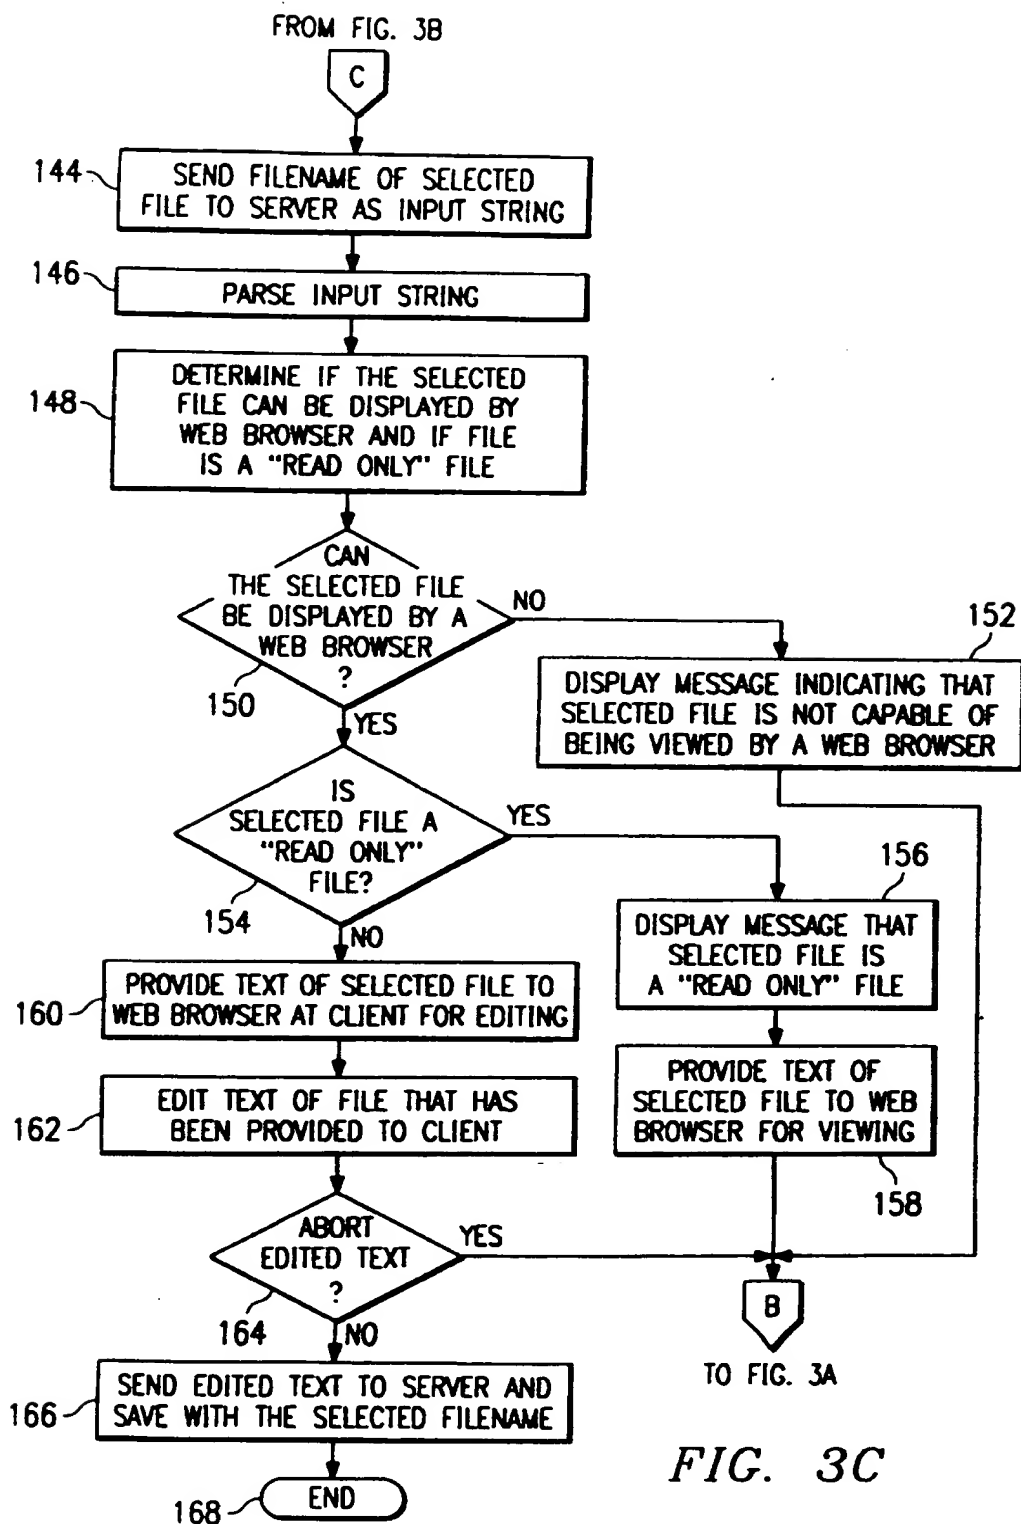 FROM FIG. 3B
C
144
SEND FILENAME OF SELECTED
FILE TO SERVER AS INPUT STRING
146
PARSE INPUT STRING
148
DETERMINE IF THE SELECTED
FILE CAN BE DISPLAYED BY
WEB BROWSER AND IF FILE
IS A "READ ONLY" FILE
CAN
THE SELECTED FILE
BE DISPLAYED BY A
WEB BROWSER
?
150
NO
YES
152
DISPLAY MESSAGE INDICATING THAT
SELECTED FILE IS NOT CAPABLE OF
BEING VIEWED BY A WEB BROWSER
IS
SELECTED FILE A
"READ ONLY"
FILE?
154
YES
NO
156
DISPLAY MESSAGE THAT
SELECTED FILE IS
A "READ ONLY" FILE
PROVIDE TEXT OF
SELECTED FILE TO WEB
BROWSER FOR VIEWING
158
160
PROVIDE TEXT OF SELECTED FILE TO
WEB BROWSER AT CLIENT FOR EDITING
162
EDIT TEXT OF FILE THAT HAS
BEEN PROVIDED TO CLIENT
ABORT
EDITED TEXT
?
164
YES
NO
B
TO FIG. 3A
166
SEND EDITED TEXT TO SERVER AND
SAVE WITH THE SELECTED FILENAME
168
END
FIG. 3C